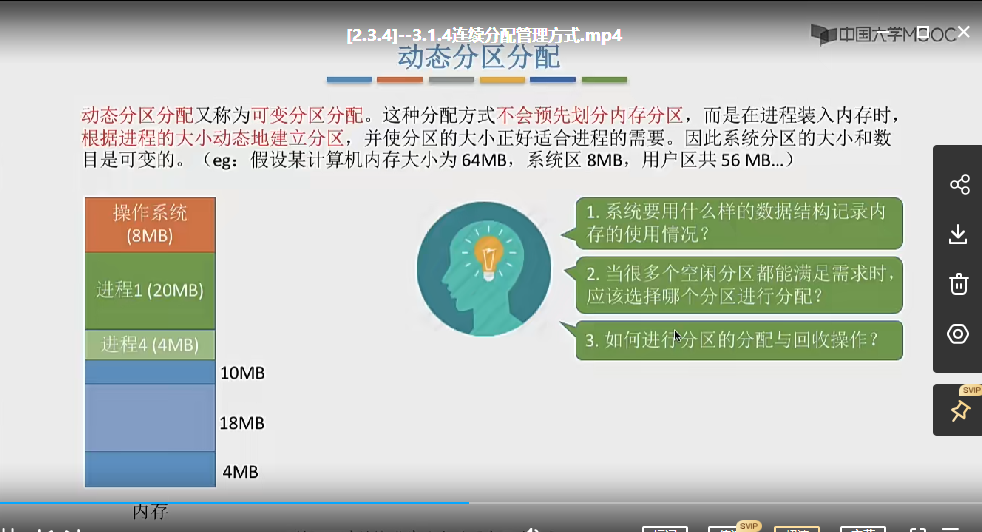 [2.3.4]--3.1.4连续分配管理方式.mp4
中国大学MOOC
动态分区分配
动态分区分配又称为可变分区分配。这种分配方式不会预先划分内存分区，而是在进程装入内存时，
根据进程的大小动态地建立分区，并使分区的大小正好适合进程的需要。因此系统分区的大小和数
目是可变的。（eg：假设某计算机内存大小为 64MB，系统区 8MB，用户区共 56 MB…）
操作系统
(8MB)
进程1 (20MB)
进程4 (4MB)
10MB
18MB
4MB
内存
1. 系统要用什么样的数据结构记录内
存的使用情况？
2. 当很多个空闲分区都能满足需求时，
应该选择哪个分区进行分配？
3. 如何进行分区的分配与回收操作？
SVIP
SVIP